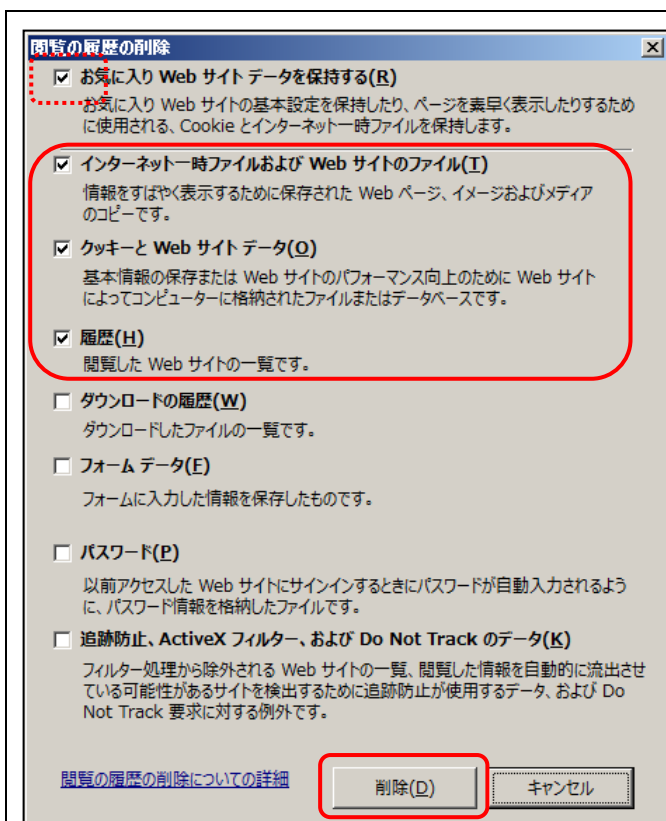 閲覧の履歴の削除
お気に入り Web サイト データを保持する(R)
お気に入り Web サイトの基本設定を保持したり、ページを素早く表示したりするため
に使用される、Cookie とインターネット一時ファイルを保持します。
インターネット一時ファイルおよび Web サイトのファイル(T)
情報をすばやく表示するために保存された Web ページ、イメージおよびメディア
のコピーです。
クッキーと Web サイト データ(O)
基本情報の保存または Web サイトのパフォーマンス向上のために Web サイト
によってコンピューターに格納されたファイルまたはデータベースです。
履歴(H)
閲覧した Web サイトの一覧です。
ダウンロードの履歴(W)
ダウンロードしたファイルの一覧です。
フォーム データ(F)
フォームに入力した情報を保存したものです。
パスワード(P)
以前アクセスした Web サイトにサインインするときにパスワードが自動入力されるよう
に、パスワード情報を格納したファイルです。
追跡防止、ActiveX フィルター、および Do Not Track のデータ(K)
フィルター処理から除外される Web サイトの一覧、閲覧した情報を自動的に流出させ
ている可能性があるサイトを検出するために追跡防止が使用するデータ、および Do
Not Track 要求に対する例外です。
閲覧の履歴の削除についての詳細
削除(D)
キャンセル